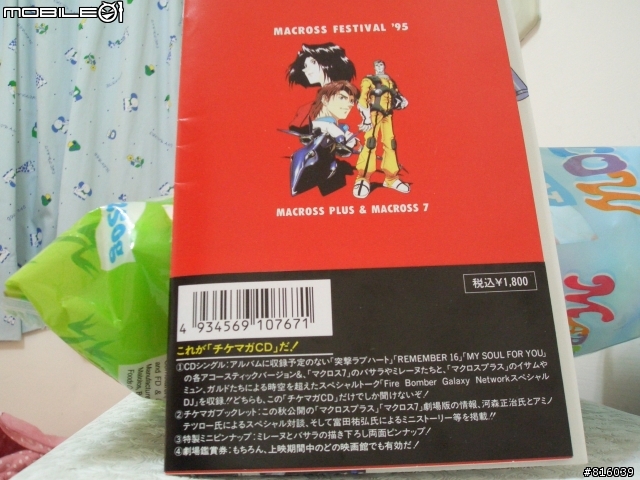 MOBILE01
MACROSS FESTIVAL '95
MACROSS PLUS & MACROSS 7
税込¥1,800
4 934569 107671
これが「チケマガCD」だ!
①CDシングル:アルバムに収録予定のない「突撃ラブハート」「REMEMBER 16」「MY SOUL FOR YOU」
の各アコースティックバージョン&、「マクロス7」のバサラやミレーヌたちと、「マクロスプラス」のイサムや
ミュン、ガルドたちによる時空を超えたスペシャルトーク「Fire Bomber Galaxy Networkスペシャル
DJ」を収録!!どちらも、この「チケマガCD」だけでしか聞けないぞ!
②チケマガブックレット:この秋公開の「マクロスプラス」「マクロス7」劇場版の情報、河森正治氏とアミノ
テツロー氏によるスペシャル対談、そして富田祐弘氏によるミニストーリー等を掲載!!
③特製ミニピンナップ:ミレーヌとバサラの描き下ろし両面ピンナップ!
④劇場鑑賞券:もちろん、上映期間中のどの映画館でも有効だ!
and FD &
Manufactur
Foods
#816039